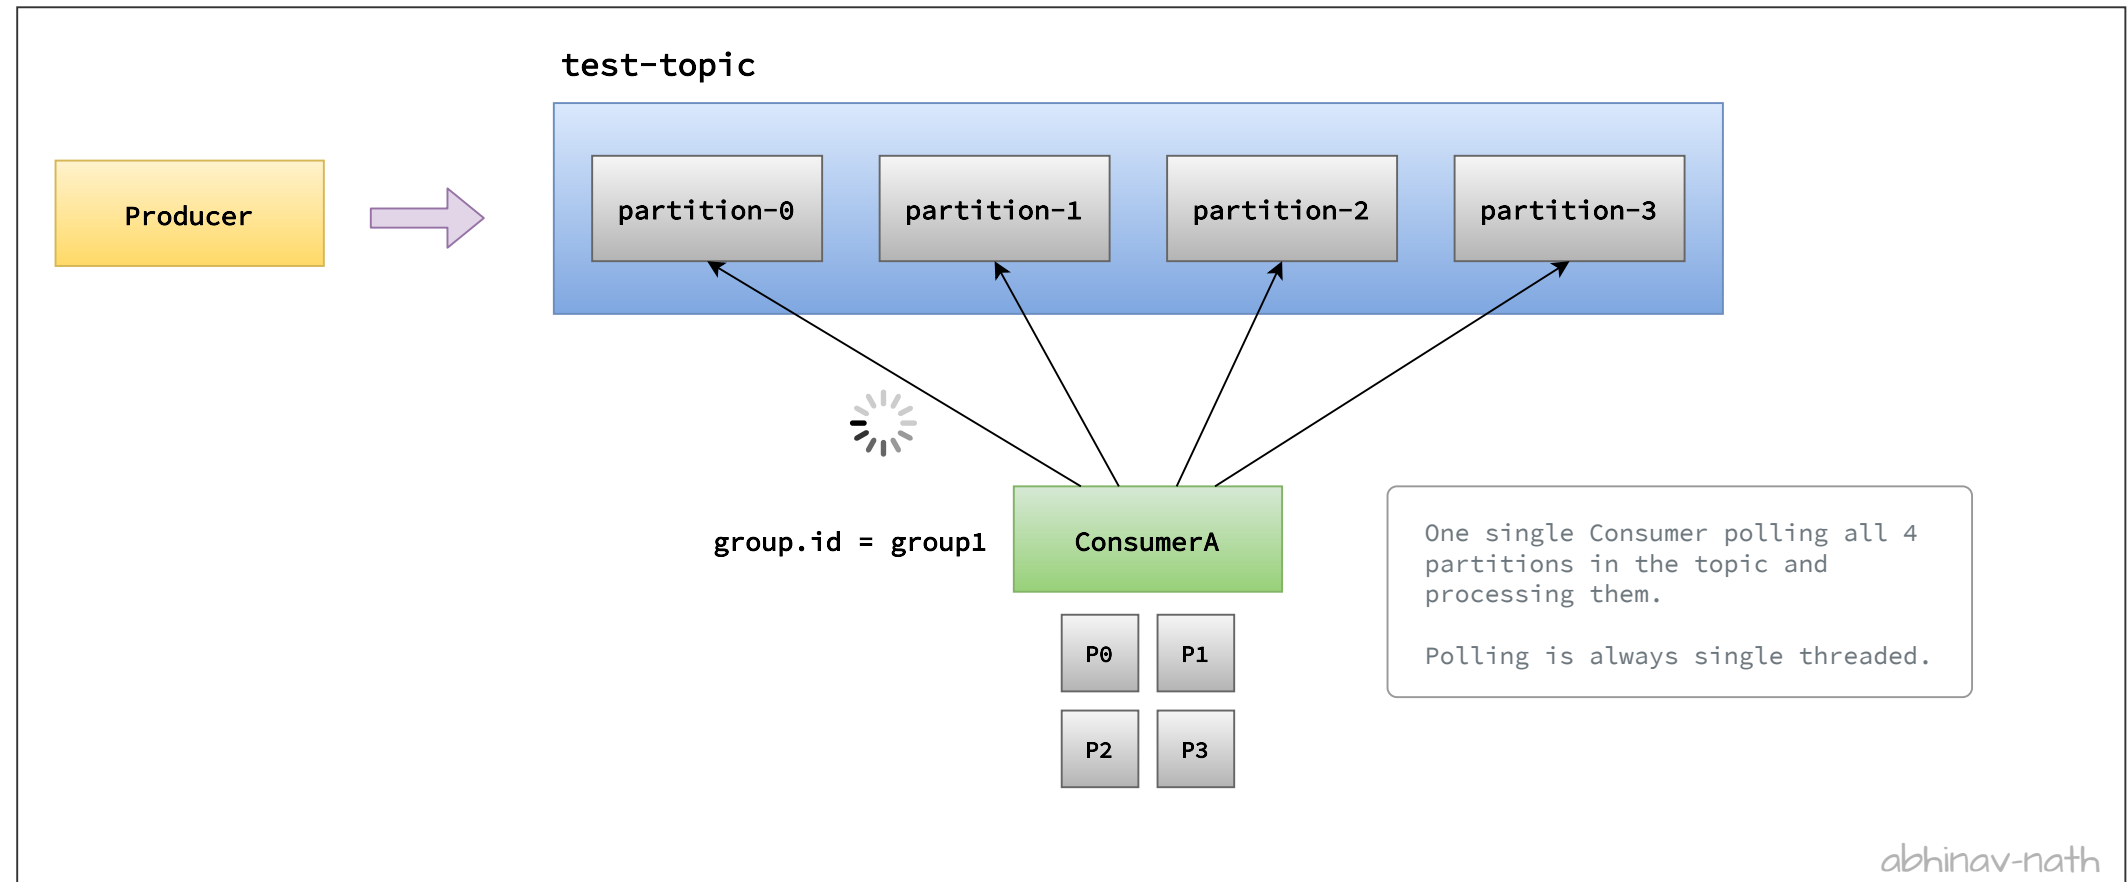 test-topic
Producer
partition-0
partition-1
partition-2
partition-3
group.id = group1
ConsumerA
One single Consumer polling all 4
partitions in the topic and
processing them.
Polling is always single threaded.
P0
P1
P2
P3
abhinav-nath